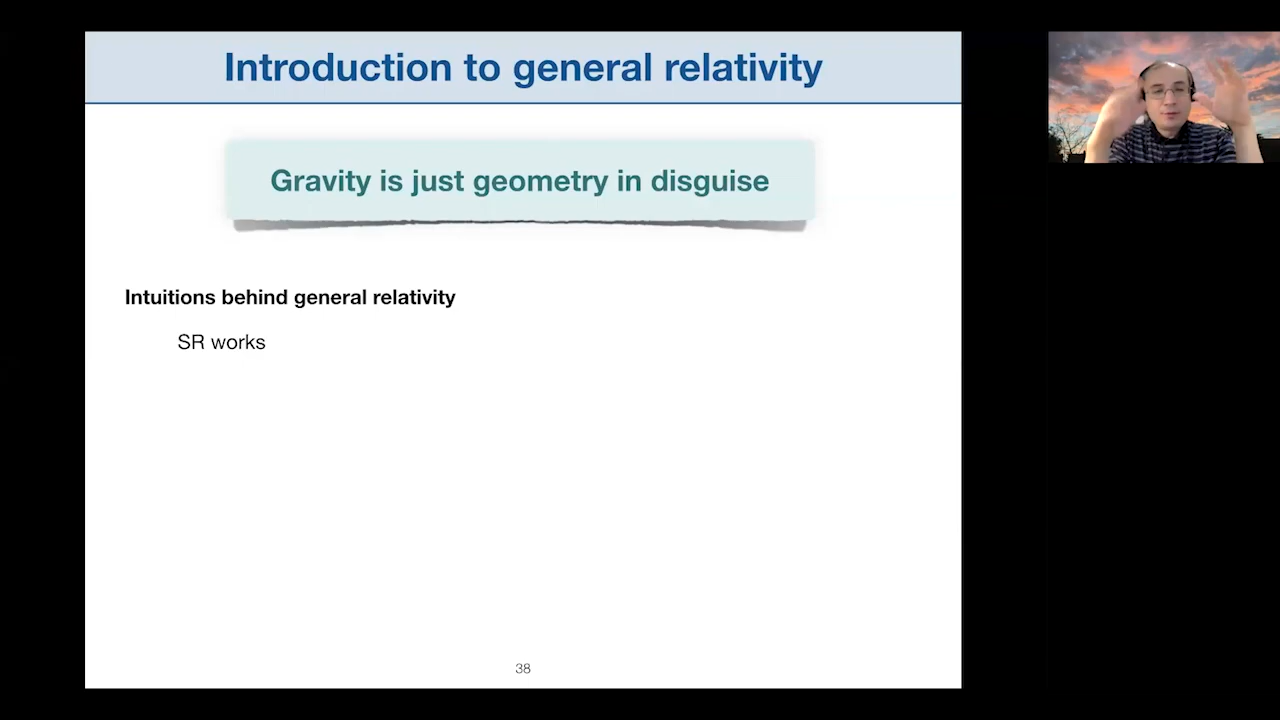 Introduction to general relativity
Gravity is just geometry in disguise
Intuitions behind general relativity
SR works
38